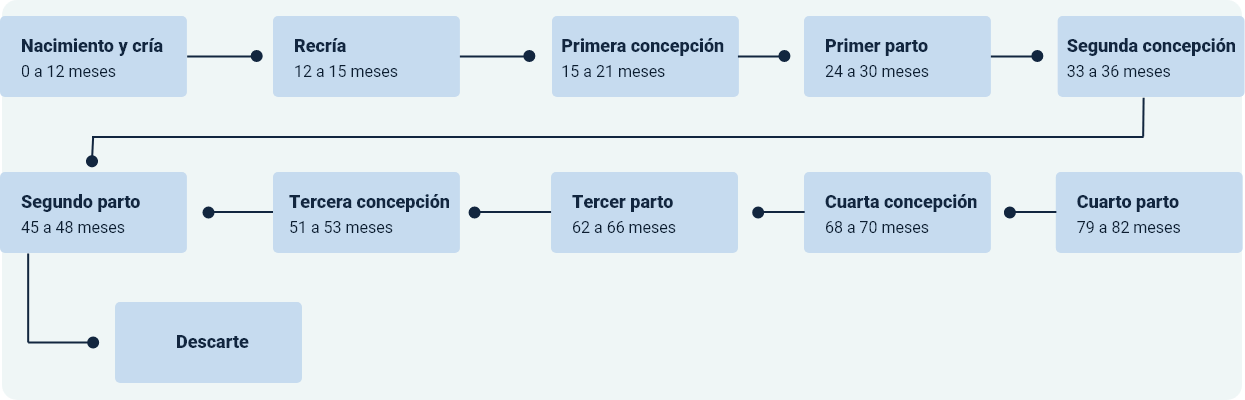 Nacimiento y cría
0 a 12 meses
Recría
12 a 15 meses
Primera concepción
15 a 21 meses
Primer parto
24 a 30 meses
Segunda concepción
33 a 36 meses
Segundo parto
45 a 48 meses
Tercera concepción
51 a 53 meses
Tercer parto
62 a 66 meses
Cuarta concepción
68 a 70 meses
Cuarto parto
79 a 82 meses
Descarte